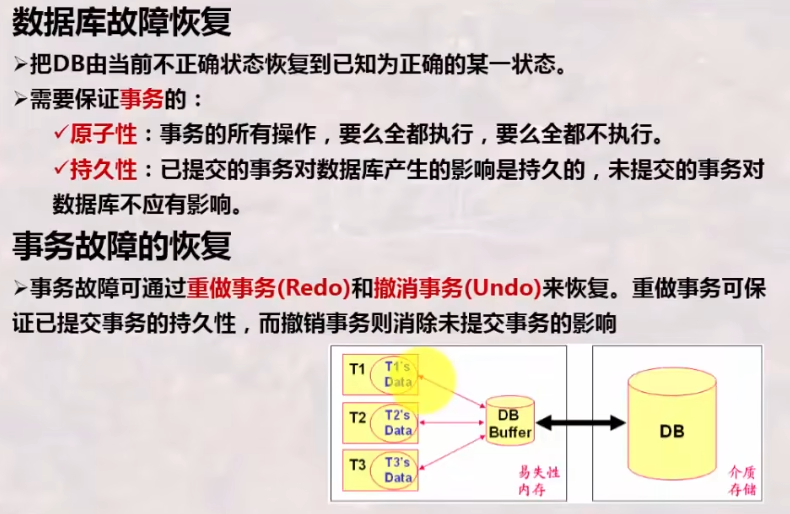 数据库故障恢复
➢把DB由当前不正确状态恢复到已知为正确的某一状态。
➢需要保证事务的：
✓原子性：事务的所有操作，要么全都执行，要么全都不执行。
✓持久性：已提交的事务对数据库产生的影响是持久的，未提交的事务对
数据库不应有影响。
事务故障的恢复
➢事务故障可通过重做事务(Redo)和撤消事务(Undo)来恢复。重做事务可保
证已提交事务的持久性，而撤销事务则消除未提交事务的影响
T1
T1's
Data
T2
T2's
Data
T3
T3's
Data
DB
Buffer
易失性
内存
DB
介质
存储